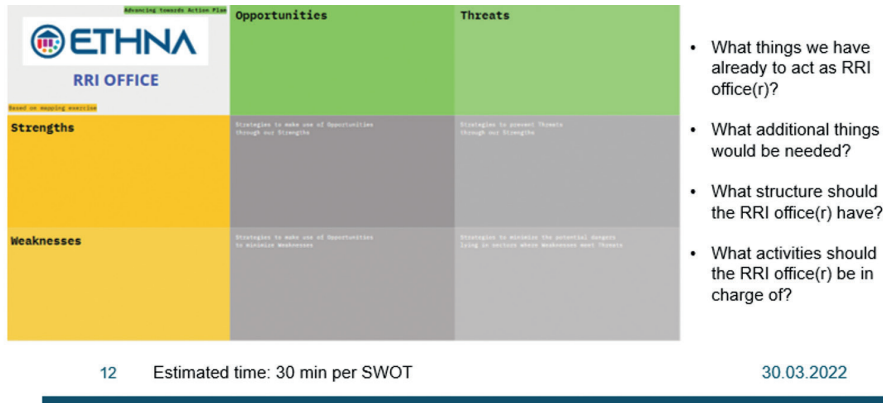 Advancing towards Action Plan
ETHNA
RRI OFFICE
Based on mapping exercise
Opportunities
Threats
Strengths
Strategies to make use of Opportunities
through our Strengths
Strategies to prevent Threats
through our Strengths
Weaknesses
Strategies to make use of Opportunities
to minimize Weaknesses
Strategies to minimize the potential dangers
lying in sectors where Weaknesses meet Threats
• What things we have
already to act as RRI
office(r)?
• What additional things
would be needed?
• What structure should
the RRI office(r) have?
• What activities should
the RRI office(r) be in
charge of?
12
Estimated time: 30 min per SWOT
30.03.2022